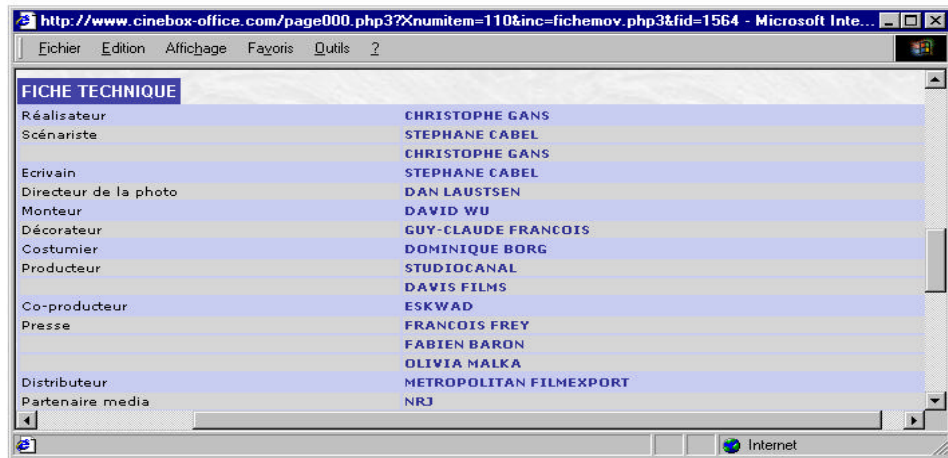 http://www.cinebox-office.com/page000.php3?Xnumitem=110&inc=fichemov.php3&fid=1564 - Microsoft Inte...
Fichier Edition Affichage Favoris Outils ?
FICHE TECHNIQUE
Réalisateur CHRISTOPHE GANS
Scénariste STEPHANE CABEL
CHRISTOPHE GANS
Ecrivain STEPHANE CABEL
Directeur de la photo DAN LAUSTSEN
Monteur DAVID WU
Décorateur GUY-CLAUDE FRANCOIS
Costumier DOMINIQUE BORG
Producteur STUDIOCANAL
DAVIS FILMS
Co-producteur ESKWAD
Presse FRANCOIS FREY
FABIEN BARON
OLIVIA MALKA
Distributeur METROPOLITAN FILMEXPORT
Partenaire media NRJ
Internet